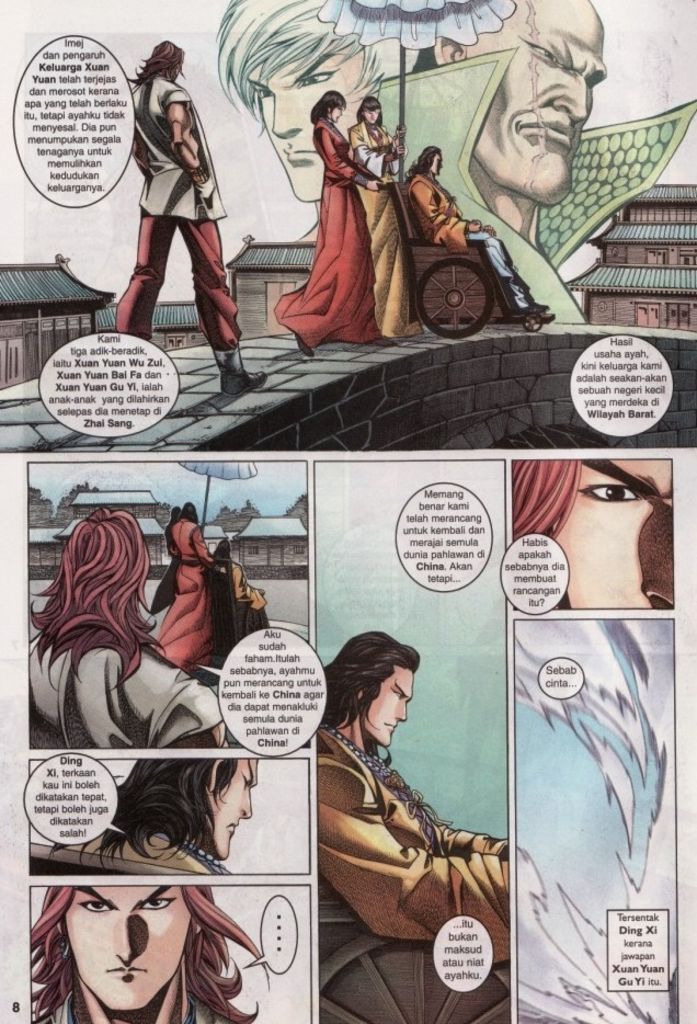 Imej
dan pengaruh
Keluarga Xuan
Yuan telah terjejas
dan merosot kerana
apa yang telah berlaku
itu, tetapi ayahku tidak
menyesal. Dia pun
menumpukan segala
tenaganya untuk
memulihkan
kedudukan
keluarganya.
Kami
tiga adik-beradik,
iaitu Xuan Yuan Wu Zui,
Xuan Yuan Bai Fa dan
Xuan Yuan Gu Yi, ialah
anak-anak yang dilahirkan
selepas dia menetap di
Zhai Sang.
Hasil
usaha ayah,
kini keluarga kami
adalah seakan-akan
sebuah negeri kecil
yang merdeka di
Wilayah Barat.
Aku
sudah
faham.Itulah
sebabnya, ayahmu
pun merancang untuk
kembali ke China agar
dia dapat menakluki
semula dunia
pahlawan di
China!
Ding
Xi, terkaan
kau ini boleh
dikatakan tepat,
tetapi boleh juga
dikatakan
salah!
....
Memang
benar kami
telah merancang
untuk kembali dan
merajai semula
dunia pahlawan di
China. Akan
tetapi...
...itu
bukan
maksud
atau niat
ayahku.
Habis
apakah
sebabnya dia
membuat
rancangan
itu?
Sebab
cinta...
Tersentak
Ding Xi
kerana
jawapan
Xuan Yuan
Gu Yi itu.
8